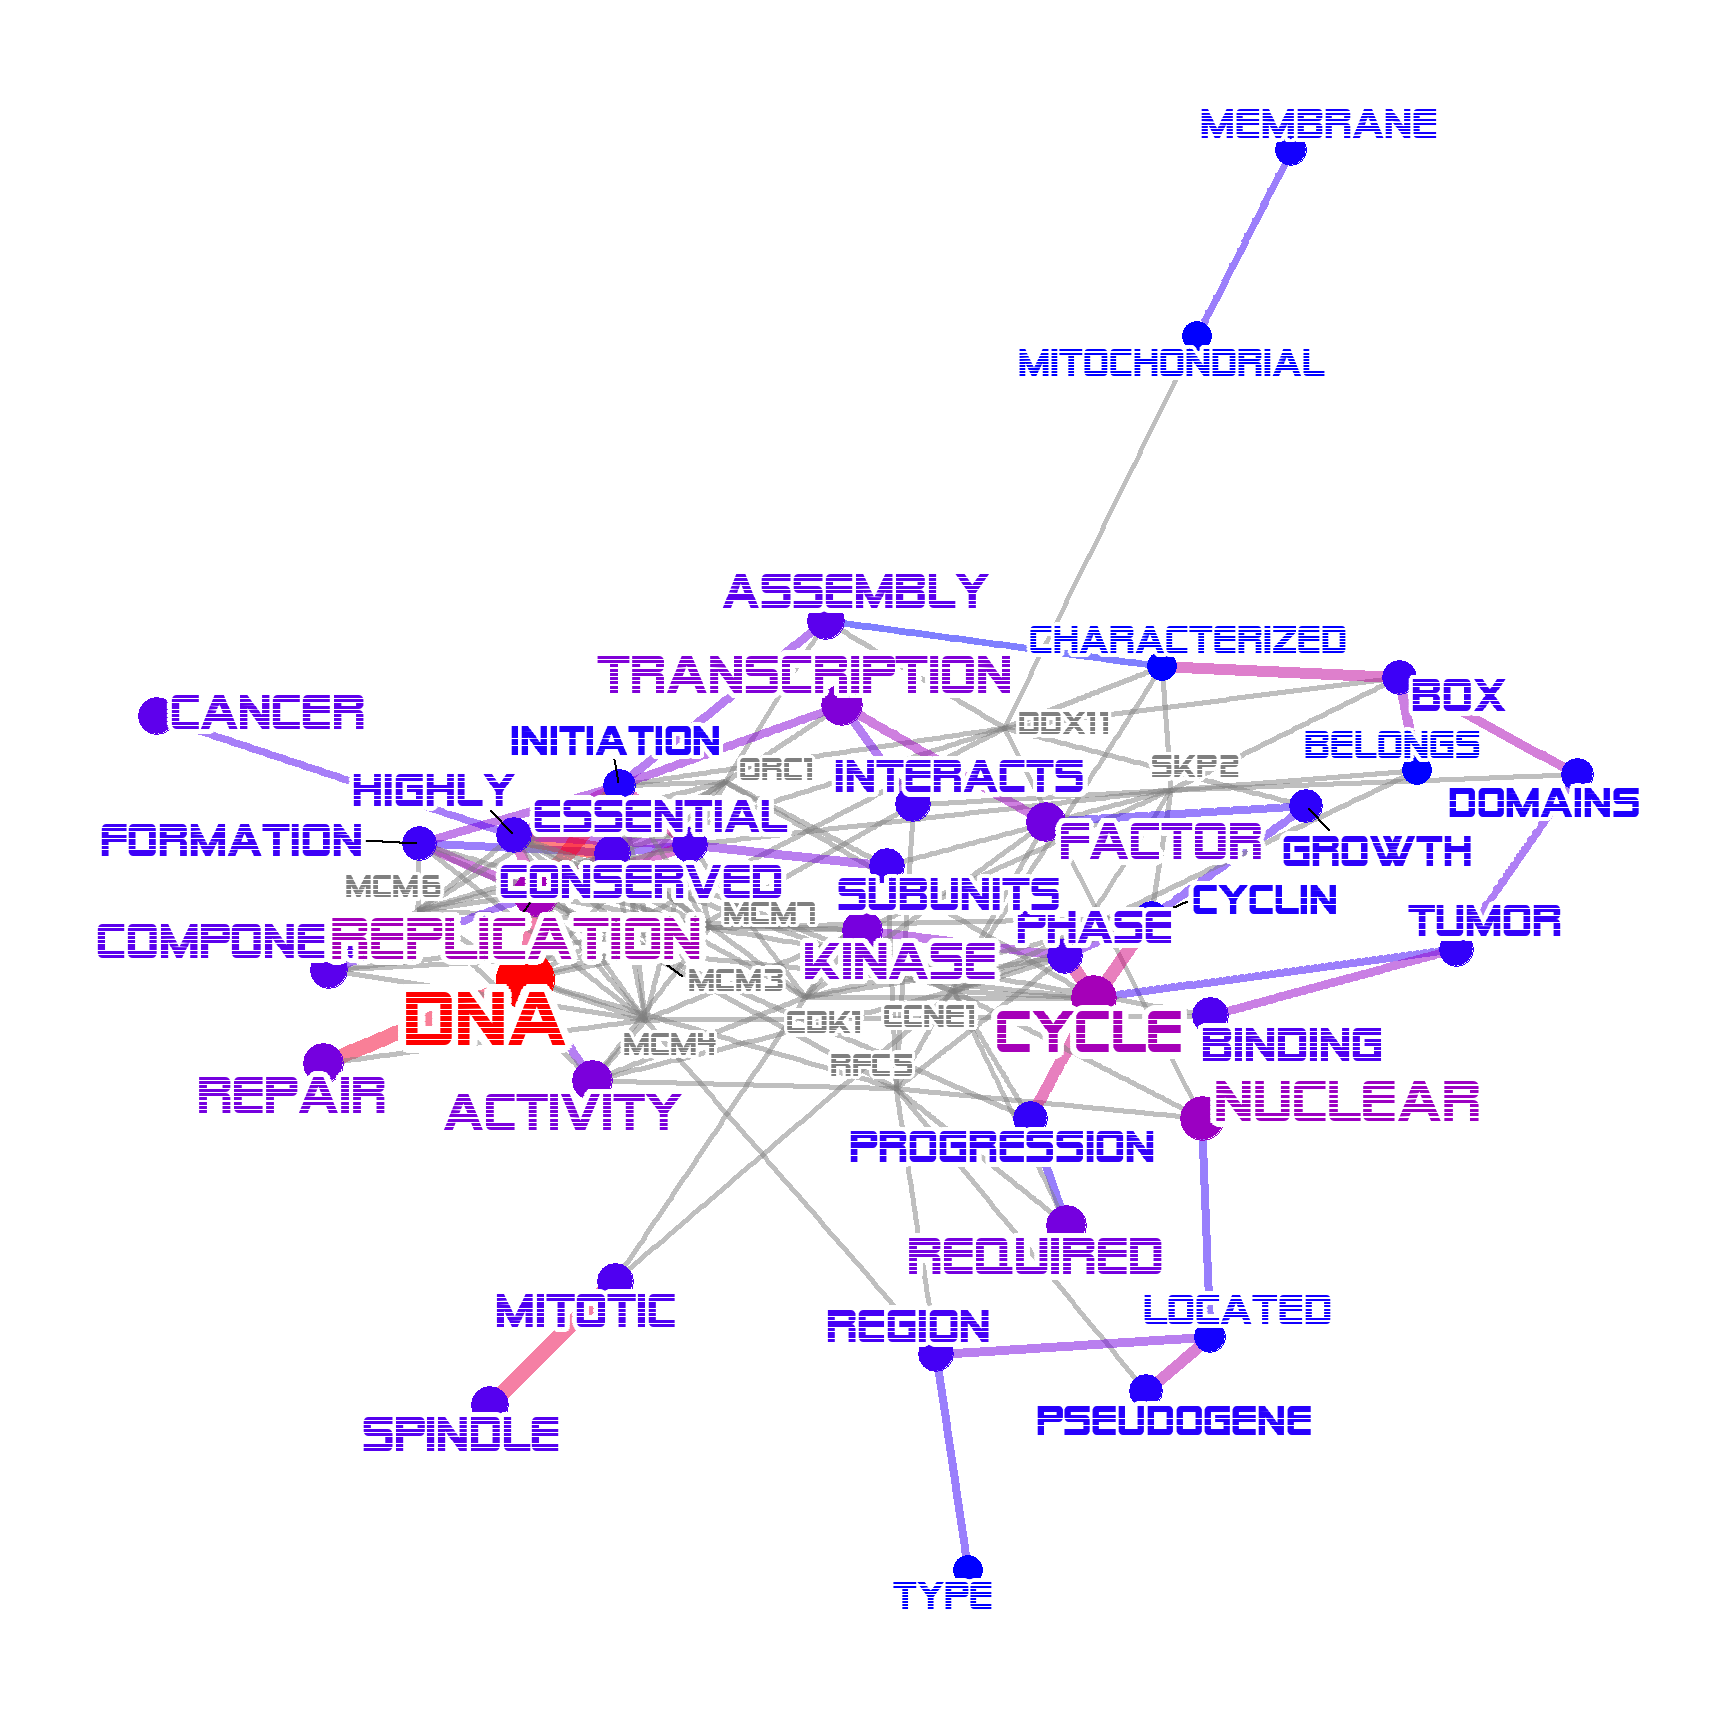 MEMBRANE
MITOCHONDRIAL
ASSEMBLY
CHARACTERIZED
TRANSCRIPTION
BOX
CANCER
DDX11
INITIATION
BELONGS
ORC1
SKP2
INTERACTS
HIGHLY
DOMAINS
ESSENTIAL
FORMATION
FACTOR
GROWTH
MCM6
CONSERVED
SUBUNITS
CYCLIN
MCM7
TUMOR
PHASE
COMPONE
REPLICATION
KINASE
MCM3
DNA
CDK1
CCNE1
CYCLE
MCM4
BINDING
RFC5
REPAIR
NUCLEAR
ACTIVITY
PROGRESSION
REQUIRED
MITOTIC
LOCATED
REGION
PSEUDOGENE
SPINDLE
TYPE